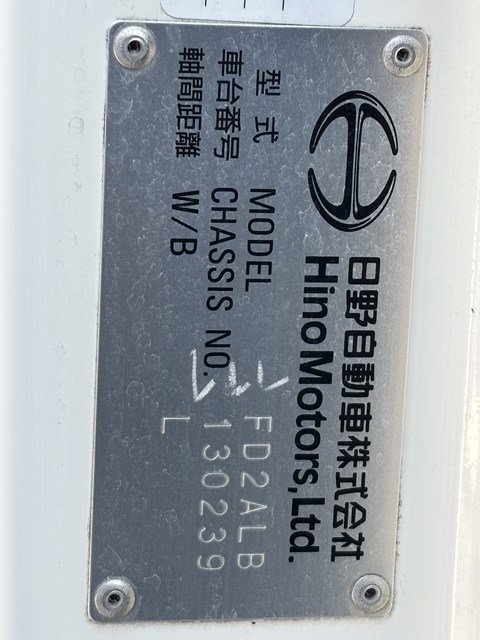 日野自動車株式会社
Hino Motors, Ltd.
型式 MODEL FD2ALB
車台番号 CHASSIS NO. 130239
軸間距離 W/B L